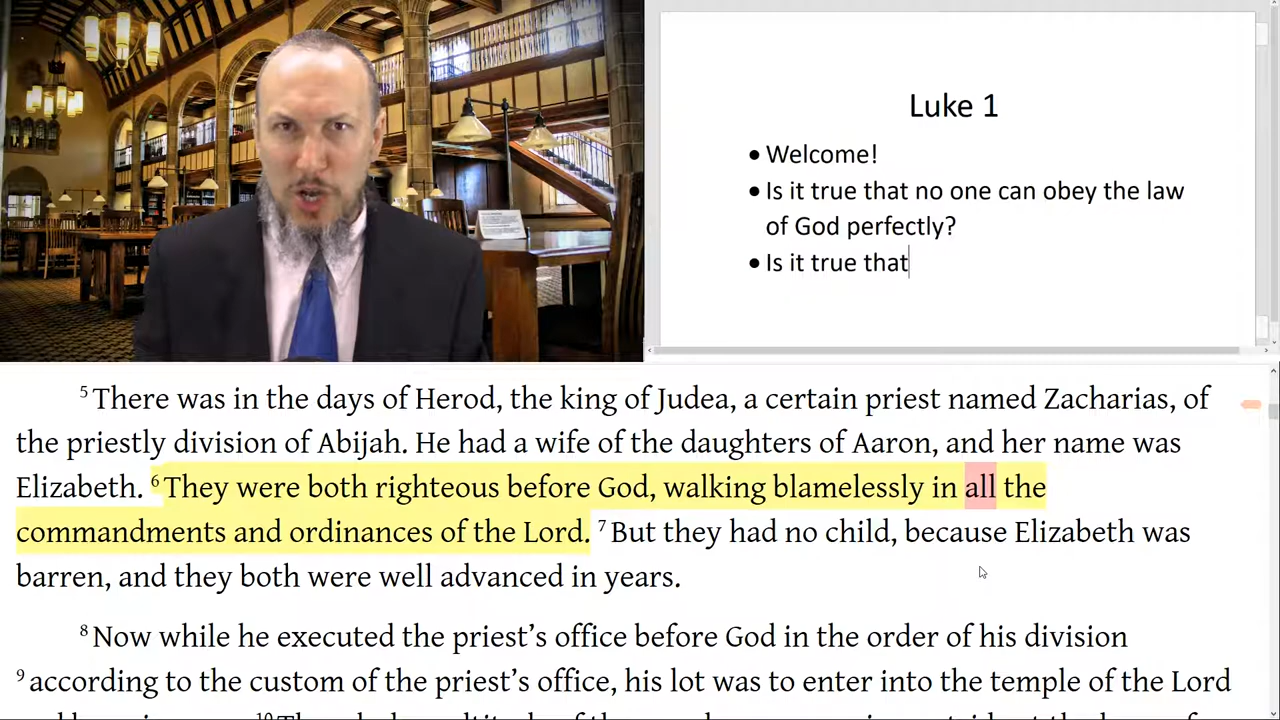 Luke 1
• Welcome!
• Is it true that no one can obey the law
of God perfectly?
• Is it true that
5 There was in the days of Herod, the king of Judea, a certain priest named Zacharias, of
the priestly division of Abijah. He had a wife of the daughters of Aaron, and her name was
Elizabeth. 6 They were both righteous before God, walking blamelessly in all the
commandments and ordinances of the Lord. 7 But they had no child, because Elizabeth was
barren, and they both were well advanced in years.
8 Now while he executed the priest’s office before God in the order of his division
9 according to the custom of the priest’s office, his lot was to enter into the temple of the Lord